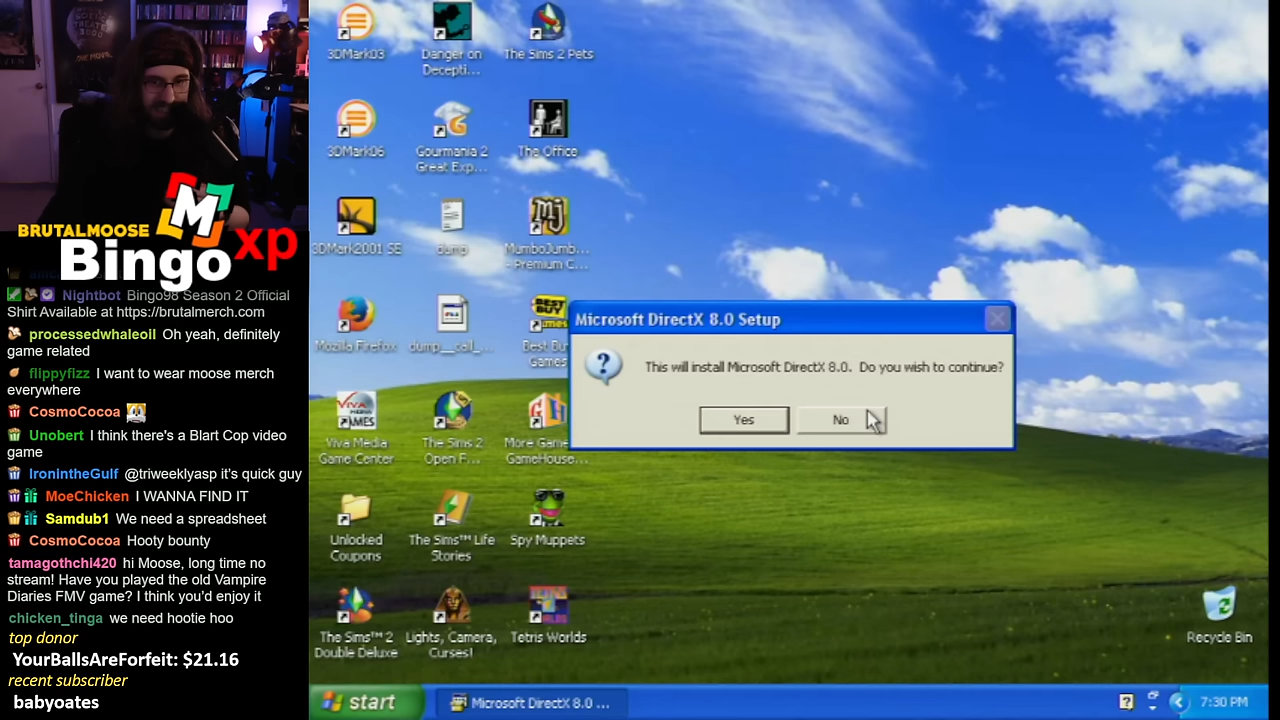 BRUTALMOOSE
Bingo xp
M
Nightbot Bingo98 Season 2 Official
Shirt Available at https://brutalmerch.com
processedwhaleoil Oh yeah, definitely
game related
flippyfizz I want to wear moose merch
everywhere
CosmoCocoa
Unobert I think there's a Blart Cop video
game
IronintheGulf @triweeklyasp it's quick guy
MoeChicken I WANNA FIND IT
Samdub1 We need a spreadsheet
CosmoCocoa Hooty bounty
tamagothchi420 hi Moose, long time no
stream! Have you played the old Vampire
Diaries FMV game? I think you'd enjoy it
chicken_tinga we need hootie hoo
top donor
YourBallsAreForfeit: $21.16
recent subscriber
babyoates
3DMark03
Danger on
Decepti...
The Sims 2 Pets
3DMark06
Gourmania 2
Great Exp...
The Office
3DMark2001 SE
dump
MumboJumb...
- Premium C...
Mozilla Firefox
dump__call_...
BEST
BUY
Best Bu
Games
VIVA
MEDIA
GAMES
Viva Media
Game Center
The Sims 2
Open F...
More Game
GameHouse...
Unlocked
Coupons
The Sims™ Life
Stories
Spy Muppets
The Sims™ 2
Double Deluxe
Lights, Camera,
Curses!
Tetris Worlds
Microsoft DirectX 8.0 Setup
This will install Microsoft DirectX 8.0. Do you wish to continue?
Yes
No
Recycle Bin
start
Microsoft DirectX 8.0 ...
7:30 PM